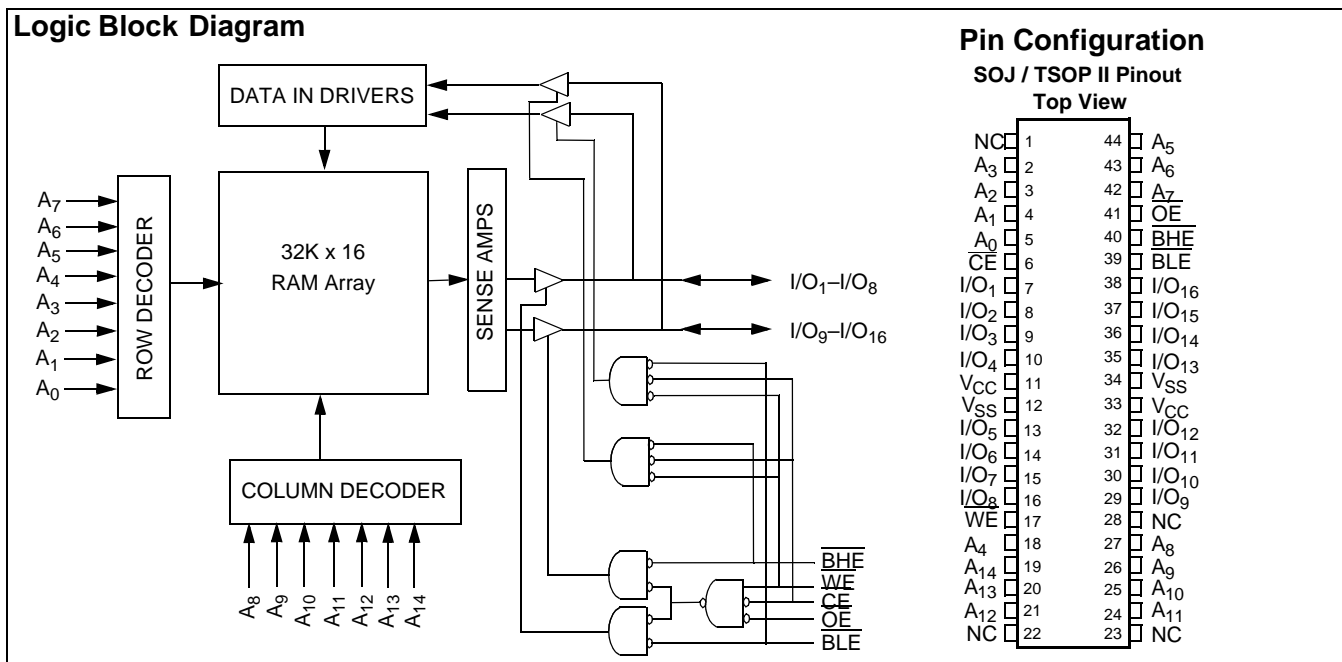 Logic Block Diagram
DATA IN DRIVERS
A7
A6
A5
A4
A3
A2
A1
A0
ROW DECODER
32K x 16
RAM Array
SENSE AMPS
I/O1–I/O8
I/O9–I/O16
COLUMN DECODER
A8
A9
A10
A11
A12
A13
A14
BHE
WE
CE
OE
BLE
Pin Configuration
SOJ / TSOP II Pinout
Top View
NC 1 44 A5
A3 2 43 A6
A2 3 42 A7
A1 4 41 OE
A0 5 40 BHE
CE 6 39 BLE
I/O1 7 38 I/O16
I/O2 8 37 I/O15
I/O3 9 36 I/O14
I/O4 10 35 I/O13
VCC 11 34 VSS
VSS 12 33 VCC
I/O5 13 32 I/O12
I/O6 14 31 I/O11
I/O7 15 30 I/O10
I/O8 16 29 I/O9
WE 17 28 NC
A4 18 27 A8
A14 19 26 A9
A13 20 25 A10
A12 21 24 A11
NC 22 23 NC